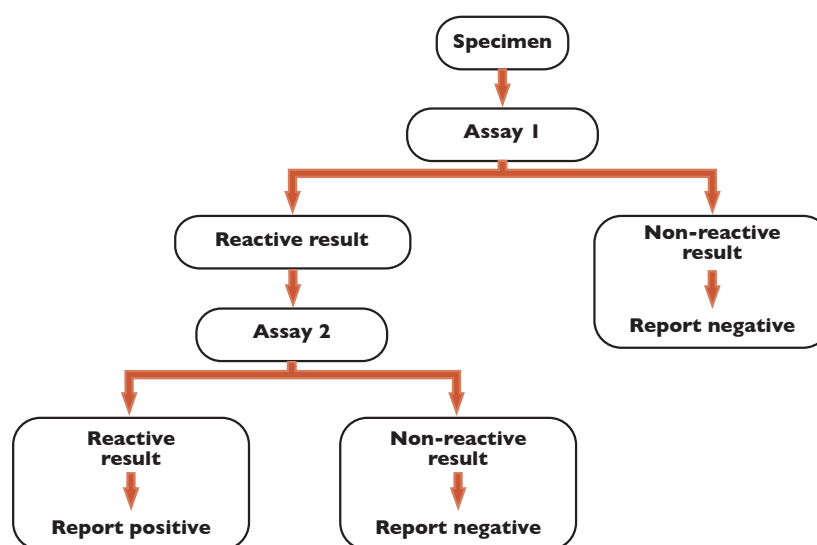 Specimen
Assay 1
Reactive result
Non-reactive
result
Report negative
Assay 2
Reactive
result
Report positive
Non-reactive
result
Report negative